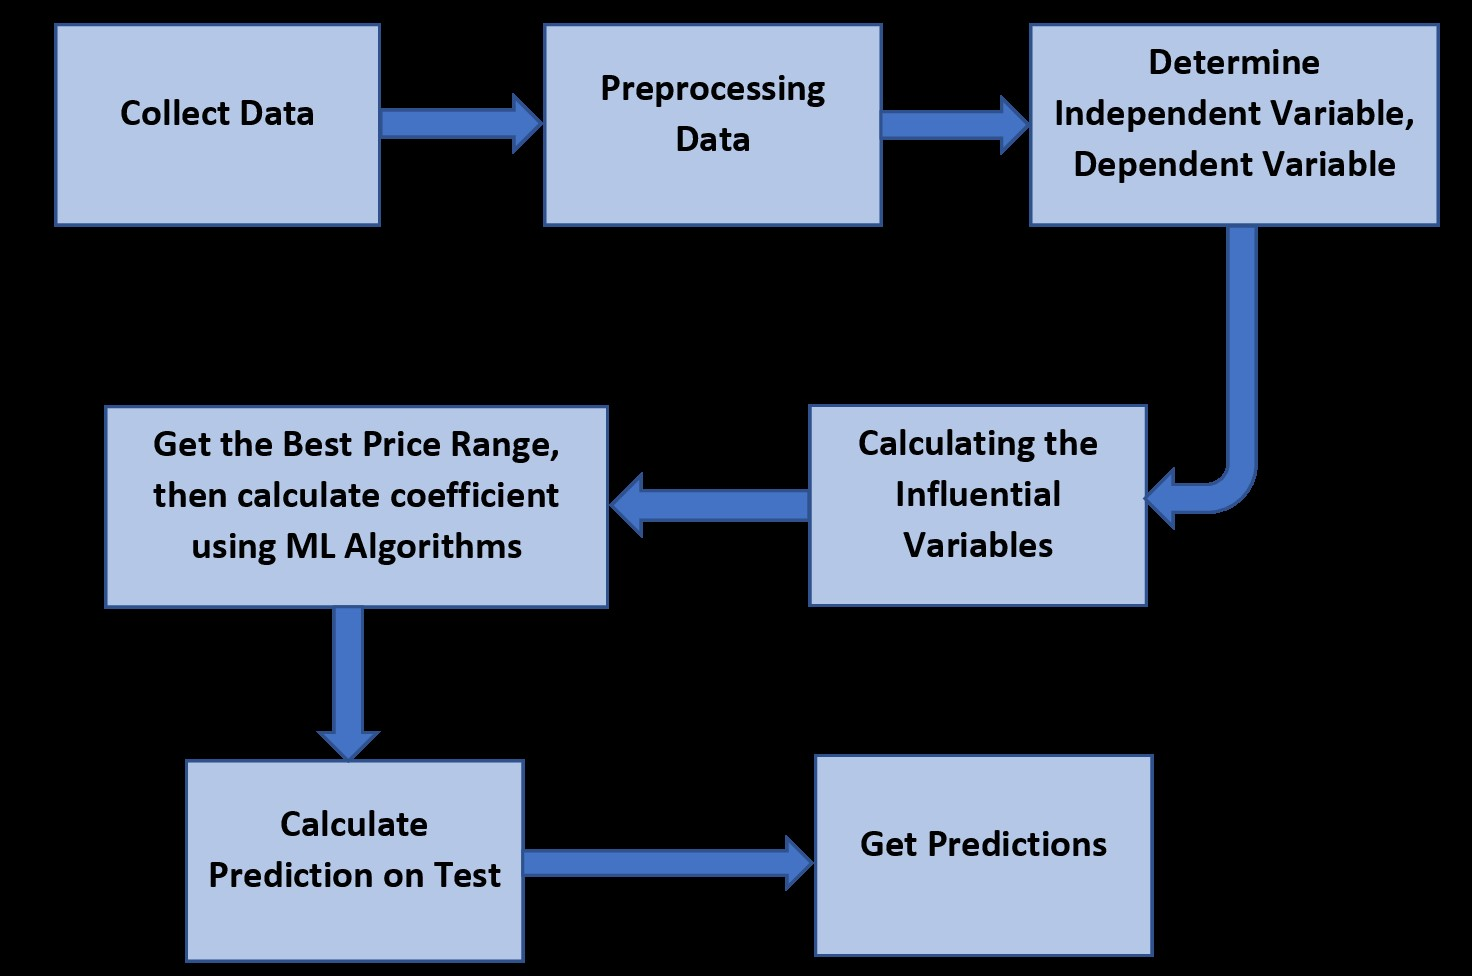 Collect Data
Preprocessing
Data
Determine
Independent Variable,
Dependent Variable
Calculating the
Influential
Variables
Get the Best Price Range,
then calculate coefficient
using ML Algorithms
Calculate
Prediction on Test
Get Predictions